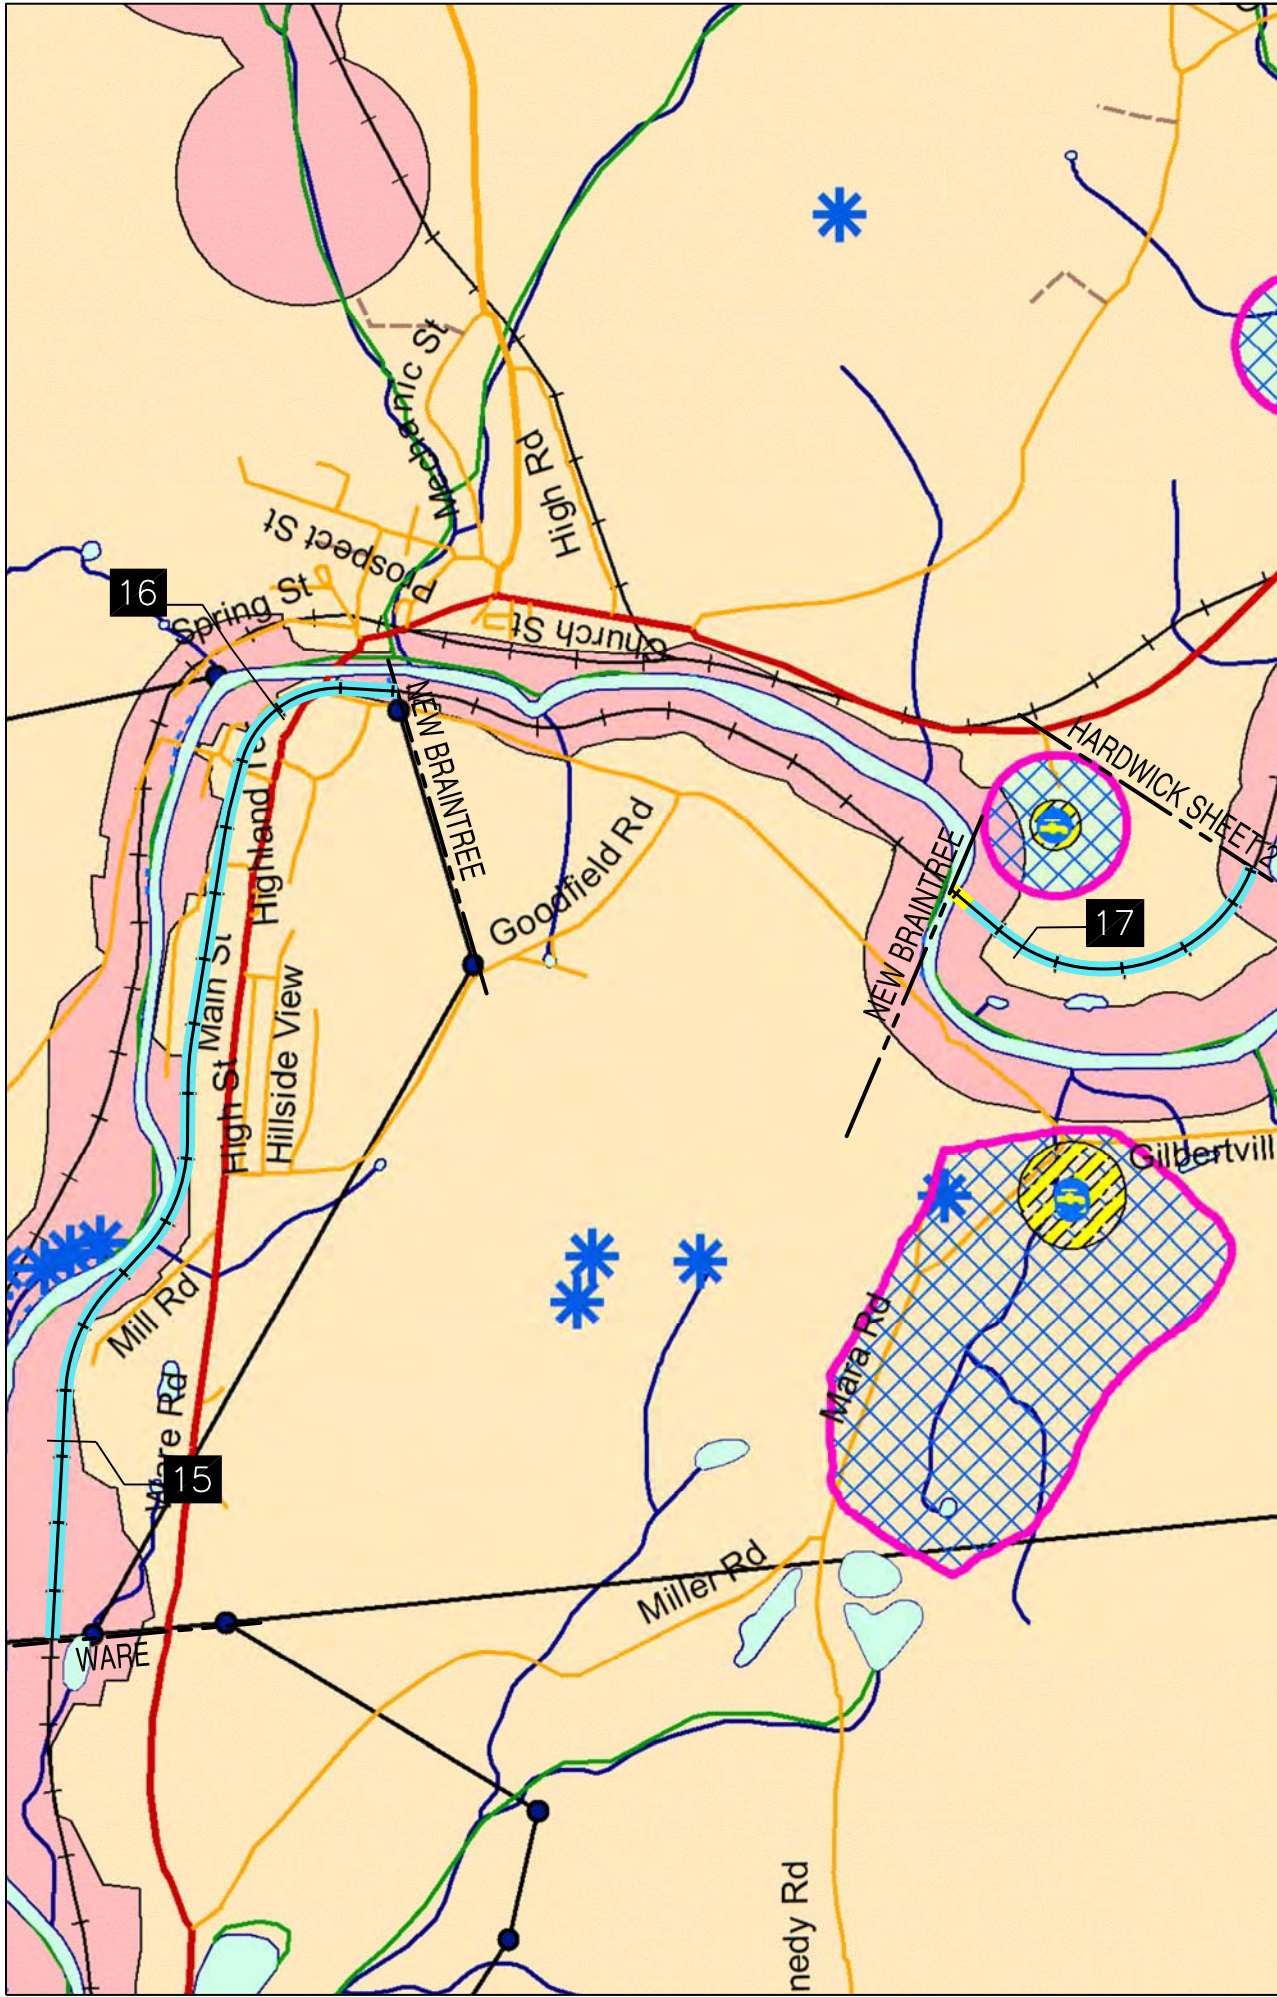 Mechanic St
High Rd
Prospect St
16
Spring St
Church St
NEW BRAINTREE
HARDWICK SHEET 2
Highland Te
Goodfield Rd
NEW BRAINTREE
17
Main St
High St
Hillside View
Gilbertvill
Mill Rd
Mara Rd
Ware Rd
15
Miller Rd
WARE
nedy Rd